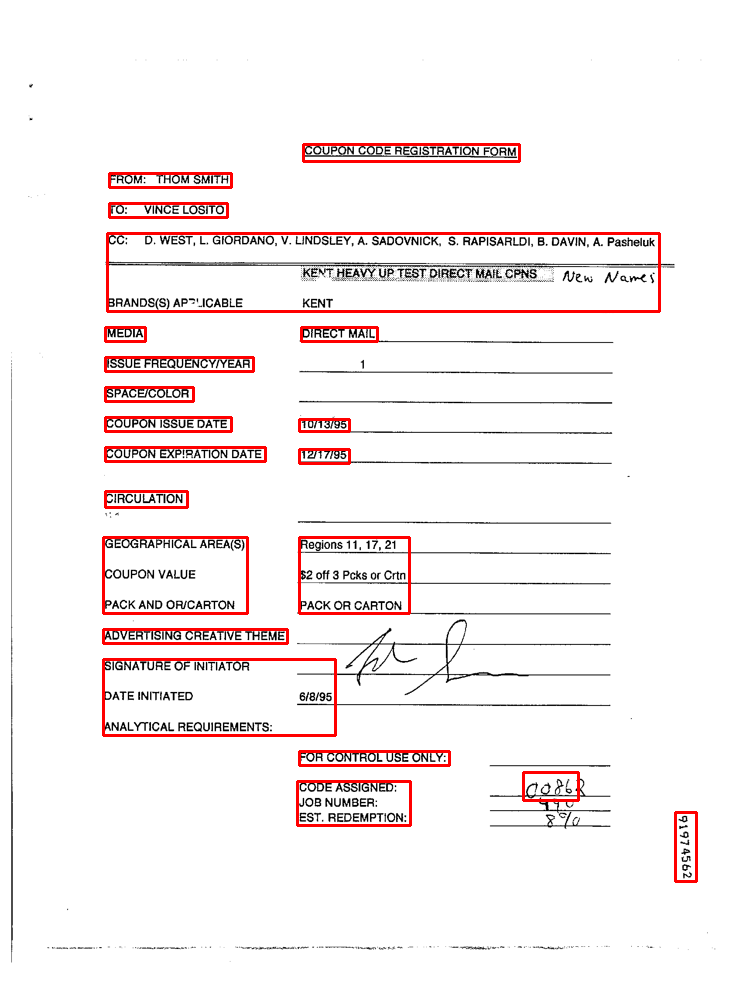 COUPON CODE REGISTRATION FORM
FROM: THOM SMITH
TO: VINCE LOSITO
CC: D. WEST, L. GIORDANO, V. LINDSLEY, A. SADOVNICK, S. RAPISARLDI, B. DAVIN, A. Pasheluk
KENT HEAVY UP TEST DIRECT MAIL CPNS New Names
BRANDS(S) APPLICABLE KENT
MEDIA DIRECT MAIL
ISSUE FREQUENCY/YEAR 1
SPACE/COLOR
COUPON ISSUE DATE 10/13/95
COUPON EXPIRATION DATE 12/17/95
CIRCULATION
GEOGRAPHICAL AREA(S) Regions 11, 17, 21
COUPON VALUE $2 off 3 Pcks or Crtn
PACK AND OR/CARTON PACK OR CARTON
ADVERTISING CREATIVE THEME
SIGNATURE OF INITIATOR
DATE INITIATED 6/8/95
ANALYTICAL REQUIREMENTS:
FOR CONTROL USE ONLY:
CODE ASSIGNED:
JOB NUMBER:
EST. REDEMPTION: 8%
91974562